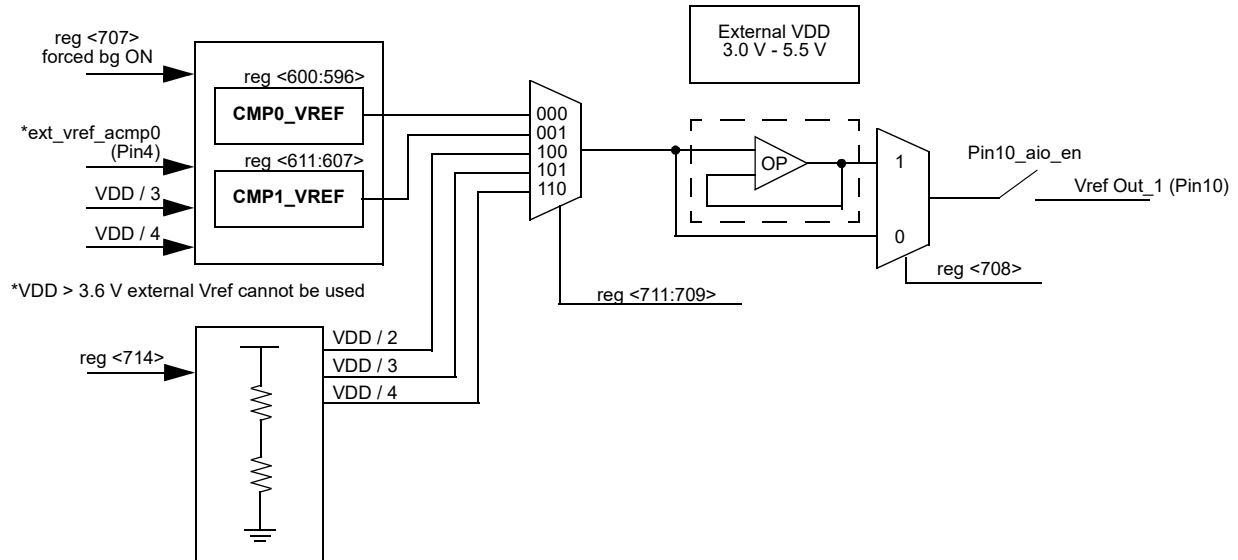 reg <707>
forced bg ON
*ext_vref_acmp0
(Pin4)
VDD / 3
VDD / 4
reg <600:596>
CMP0_VREF
reg <611:607>
CMP1_VREF
*VDD > 3.6 V external Vref cannot be used
reg <714>
VDD / 2
VDD / 3
VDD / 4
000
001
100
101
110
reg <711:709>
External VDD
3.0 V - 5.5 V
OP
1
0
reg <708>
Pin10_aio_en
Vref Out_1 (Pin10)